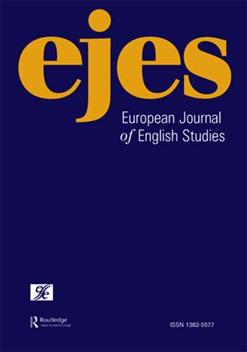 ejes
European Journal
of English Studies
Routledge
ISSN 1382-5577